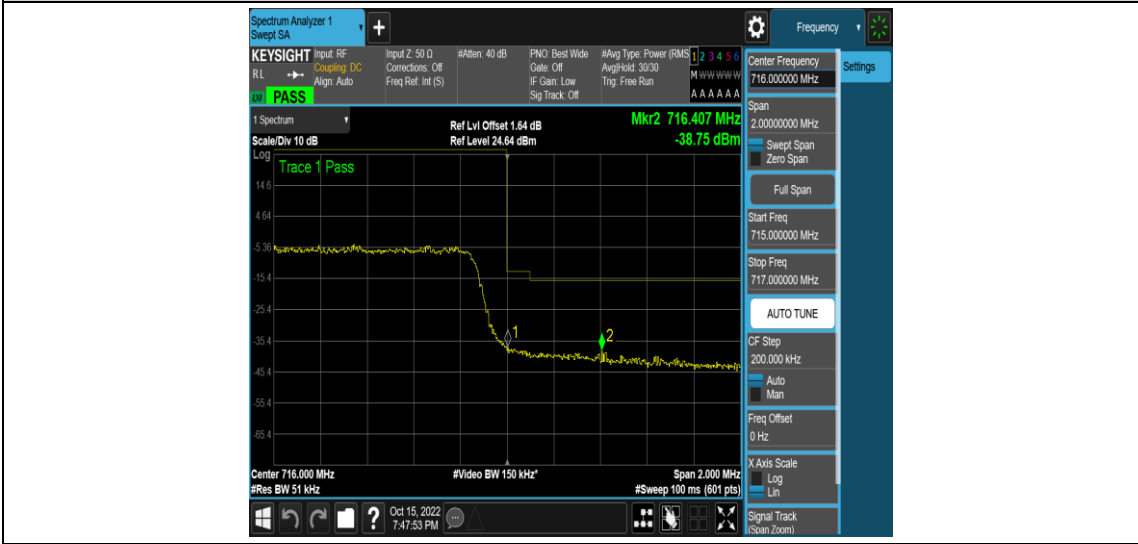 Spectrum Analyzer 1
Swept SA
+
Frequency
KEYSIGHT
RL
PASS
Input: RF
Coupling: DC
Align: Auto
Input Z: 50 Ω
Corrections: Off
Freq Ref: Int (S)
#Atten: 40 dB
PNO: Best Wide
Gate: Off
IF Gain: Low
Sig Track: Off
#Avg Type: Power (RMS
Avg|Hold: 30/30
Trig: Free Run
1 2 3 4 5 6
M W W W W W
A A A A A A
1 Spectrum
Scale/Div 10 dB
Ref Lvl Offset 1.64 dB
Ref Level 24.64 dBm
Mkr2 716.407 MHz
-38.75 dBm
Log
Trace 1 Pass
14.6
4.64
-5.36
-15.4
-25.4
-35.4
-45.4
-55.4
-65.4
1
2
Center 716.000 MHz
#Res BW 51 kHz
#Video BW 150 kHz*
Span 2.000 MHz
#Sweep 100 ms (601 pts)
?
Oct 15, 2022
7:47:53 PM
Center Frequency
716.000000 MHz
Settings
Span
2.00000000 MHz
Swept Span
Zero Span
Full Span
Start Freq
715.000000 MHz
Stop Freq
717.000000 MHz
AUTO TUNE
CF Step
200.000 kHz
Auto
Man
Freq Offset
0 Hz
X Axis Scale
Log
Lin
Signal Track
(Span Zoom)